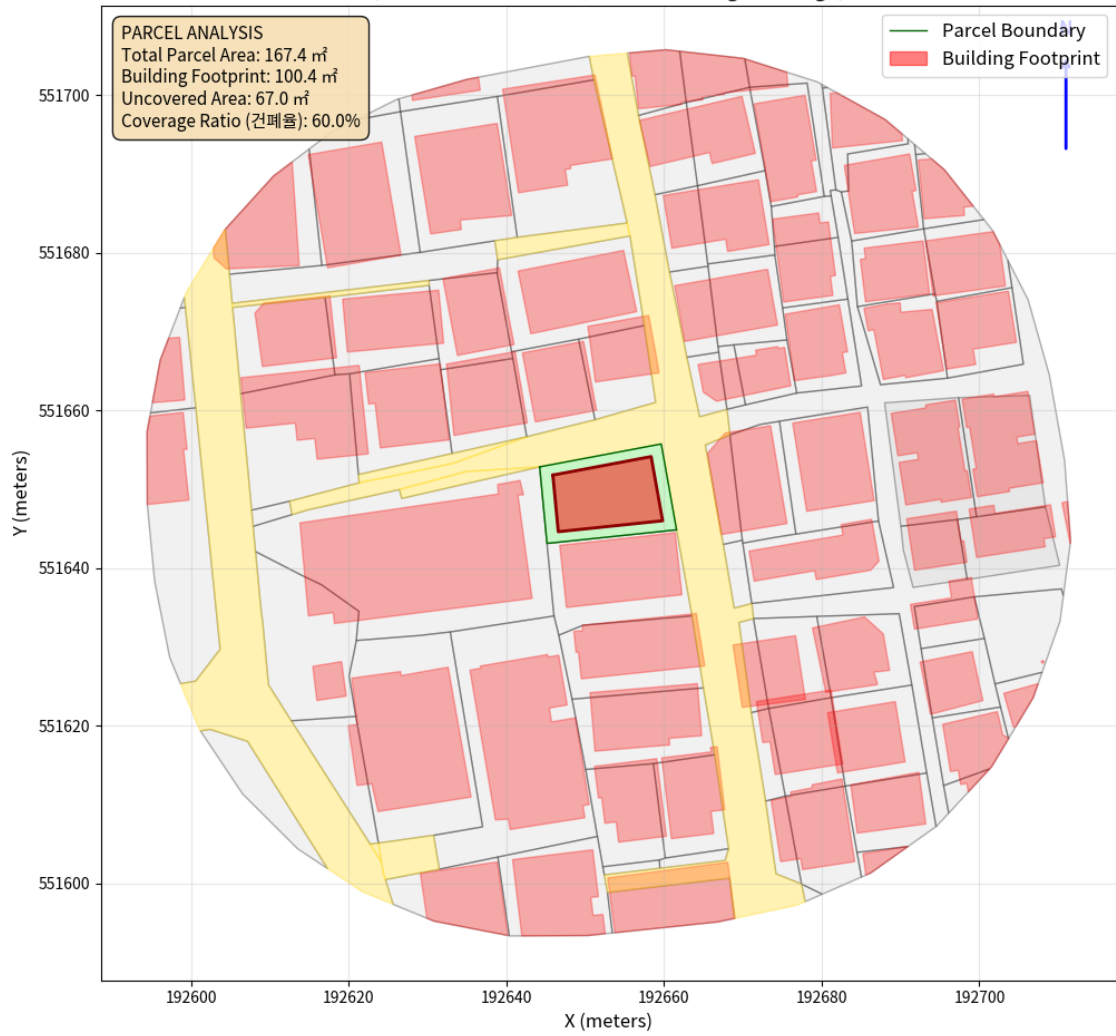 PARCEL ANALYSIS
Total Parcel Area: 167.4 ㎡
Building Footprint: 100.4 ㎡
Uncovered Area: 67.0 ㎡
Coverage Ratio (건폐율): 60.0%
Parcel Boundary
Building Footprint
N
551700
551680
551660
551640
551620
551600
Y (meters)
192600
192620
192640
192660
192680
192700
X (meters)